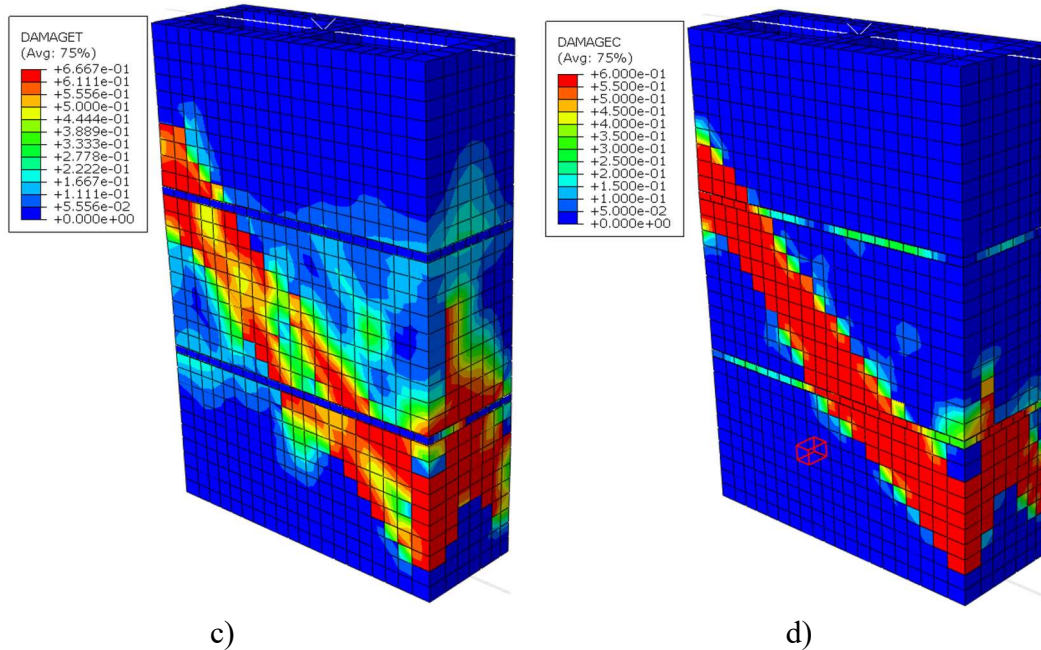 DAMAGET
(Avg: 75%)
+6.667e-01
+6.111e-01
+5.556e-01
+5.000e-01
+4.444e-01
+3.889e-01
+3.333e-01
+2.778e-01
+2.222e-01
+1.667e-01
+1.111e-01
+5.556e-02
+0.000e+00
DAMAGEC
(Avg: 75%)
+6.000e-01
+5.500e-01
+5.000e-01
+4.500e-01
+4.000e-01
+3.500e-01
+3.000e-01
+2.500e-01
+2.000e-01
+1.500e-01
+1.000e-01
+5.000e-02
+0.000e+00
c)
d)